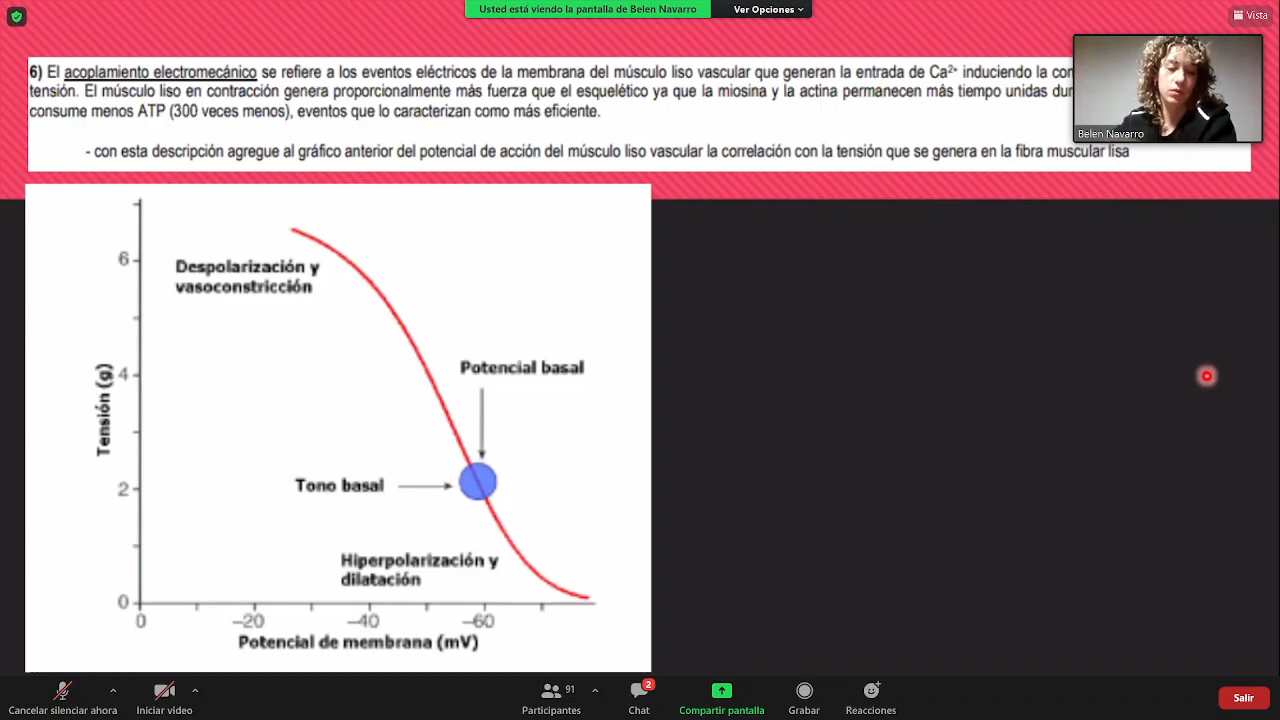 Usted está viendo la pantalla de Belen Navarro
Ver Opciones
Vista
6) El acoplamiento electromecánico se refiere a los eventos eléctricos de la membrana del músculo liso vascular que generan la entrada de Ca²⁺ induciendo la
tensión. El músculo liso en contracción genera proporcionalmente más fuerza que el esquelético ya que la miosina y la actina permanecen más tiempo unidas
consume menos ATP (300 veces menos), eventos que lo caracterizan como más eficiente.
- con esta descripción agregue al gráfico anterior del potencial de acción del músculo liso vascular la correlación con la tensión que se genera en la fibra muscular lisa
Belen Navarro
Despolarización y
vasoconstricción
Potencial basal
Tono basal
Hiperpolarización y
dilatación
Tensión (g)
6
4
2
0
0 –20 –40 –60
Potencial de membrana (mV)
Cancelar silenciar ahora
Iniciar video
91
Participantes
2
Chat
Compartir pantalla
Grabar
Reacciones
Salir